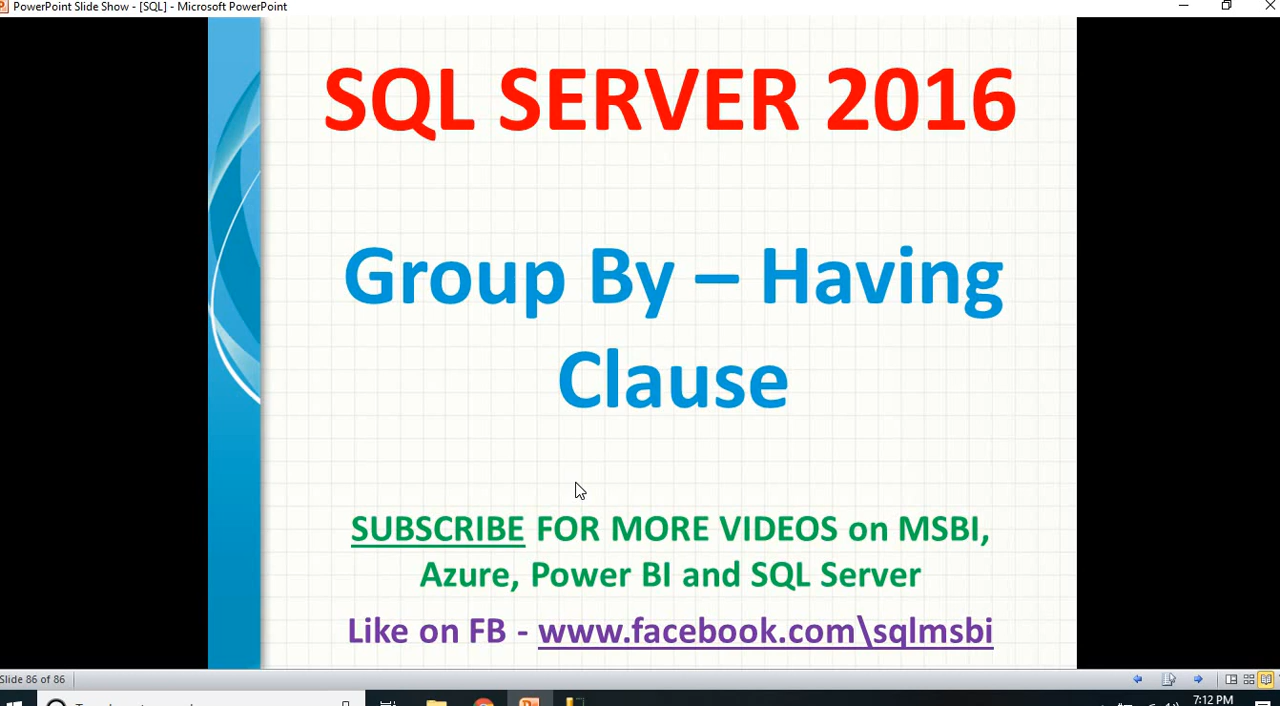 PowerPoint Slide Show - [SQL] - Microsoft PowerPoint
SQL SERVER 2016
Group By – Having
Clause
SUBSCRIBE FOR MORE VIDEOS on MSBI,
Azure, Power BI and SQL Server
Like on FB - www.facebook.com\sqlmsbi
Slide 86 of 86
7:12 PM